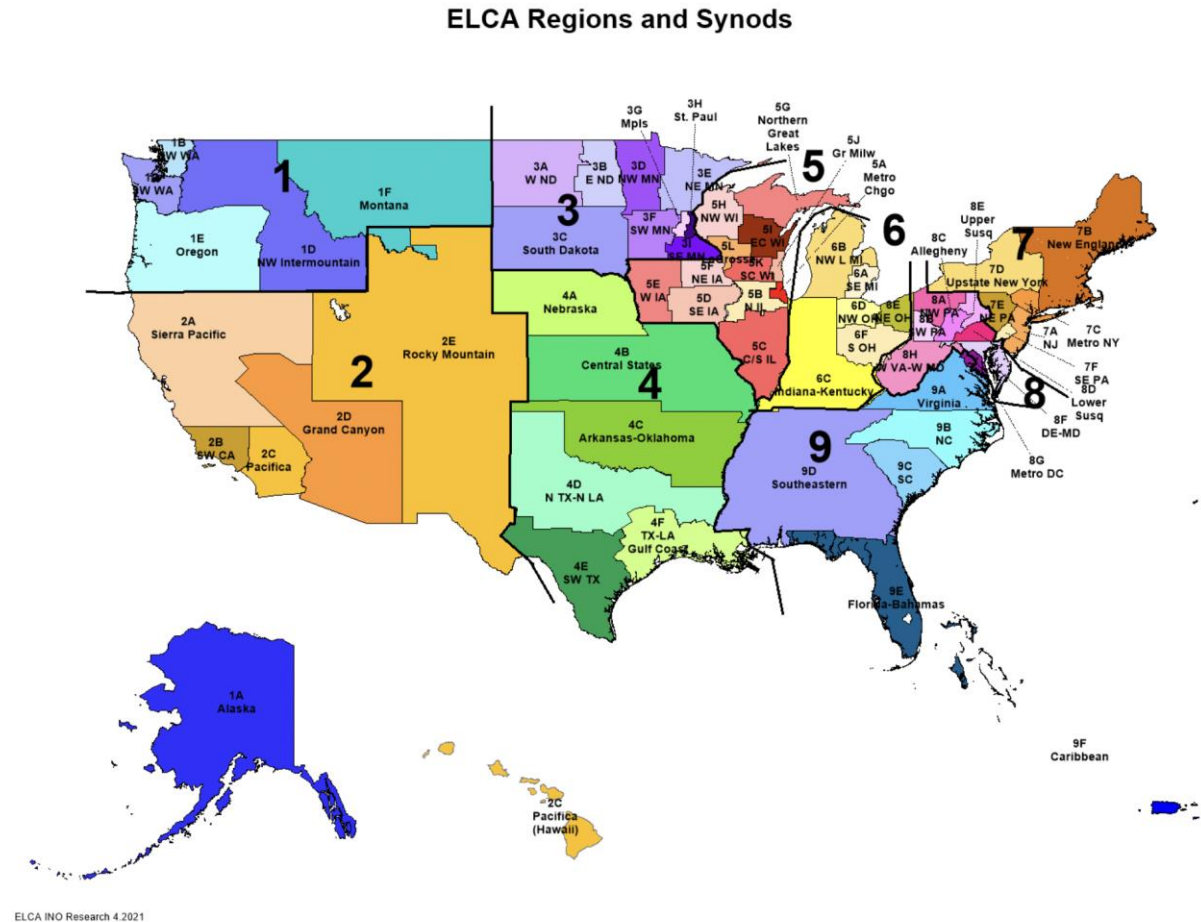 ELCA Regions and Synods
3H
St. Paul
3G
Mpls
5G
Northern
Great
Lakes
5J
Gr Milw
5A
Metro
Chgo
1B
NW WA
SW WA
1
1F
Montana
1E
Oregon
1D
NW Intermountain
3A
W ND
3B
E ND
3D
NW MN
3E
NE MN
3
3C
South Dakota
3F
SW MN
3I
SE MN
5
5H
NW WI
5I
EC WI
5L
LaCrosse
5K
SC WI
5F
NE IA
5E
W IA
5D
SE IA
5B
N IL
5C
C/S IL
6
6B
NW L MI
6A
SE MI
6D
NW OH
6E
NE OH
6F
S OH
6C
Indiana-Kentucky
8E
Upper
Susq
8C
Allegheny
7
7B
New England
7D
Upstate New York
8A
NW PA
8B
SW PA
7E
NE PA
7A
NJ
7C
Metro NY
7F
SE PA
8D
Lower
Susq
8
8H
W VA-W MD
8F
DE-MD
8G
Metro DC
2A
Sierra Pacific
2
2E
Rocky Mountain
2B
SW CA
2C
Pacifica
2D
Grand Canyon
4A
Nebraska
4B
Central States
4
4C
Arkansas-Oklahoma
4D
N TX-N LA
4F
TX-LA
Gulf Coast
4E
SW TX
9A
Virginia
9B
NC
9
9D
Southeastern
9C
SC
9E
Florida-Bahamas
1A
Alaska
2C
Pacifica
(Hawaii)
9F
Caribbean
ELCA INO Research 4.2021